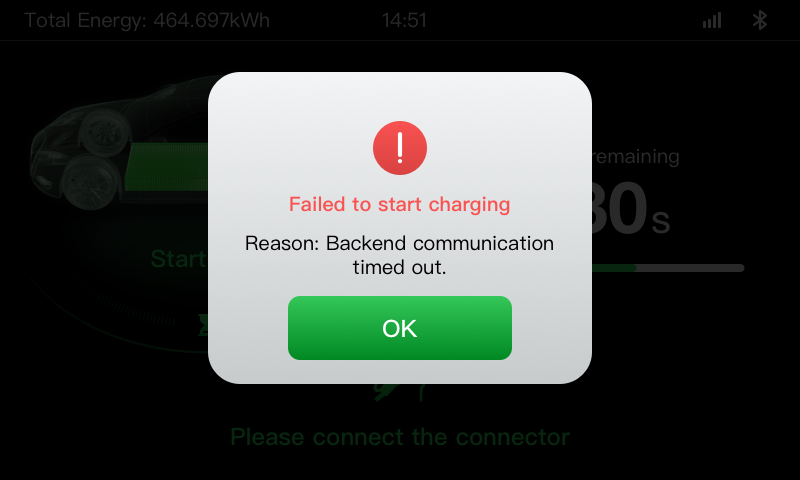 Total Energy: 464.697kWh
14:51
Failed to start charging
Reason: Backend communication
timed out.
OK
remaining
80s
Start
Please connect the connector